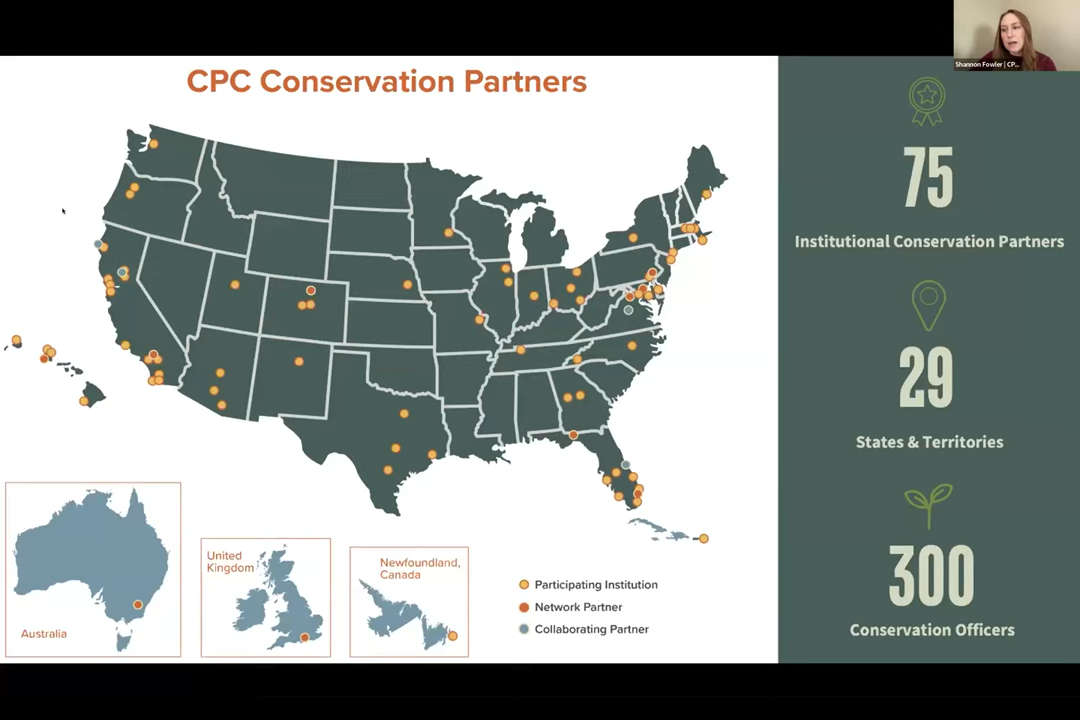 Shannon Fowler | CP...
CPC Conservation Partners
75
Institutional Conservation Partners
29
States & Territories
300
Conservation Officers
Australia
United
Kingdom
Newfoundland,
Canada
Participating Institution
Network Partner
Collaborating Partner